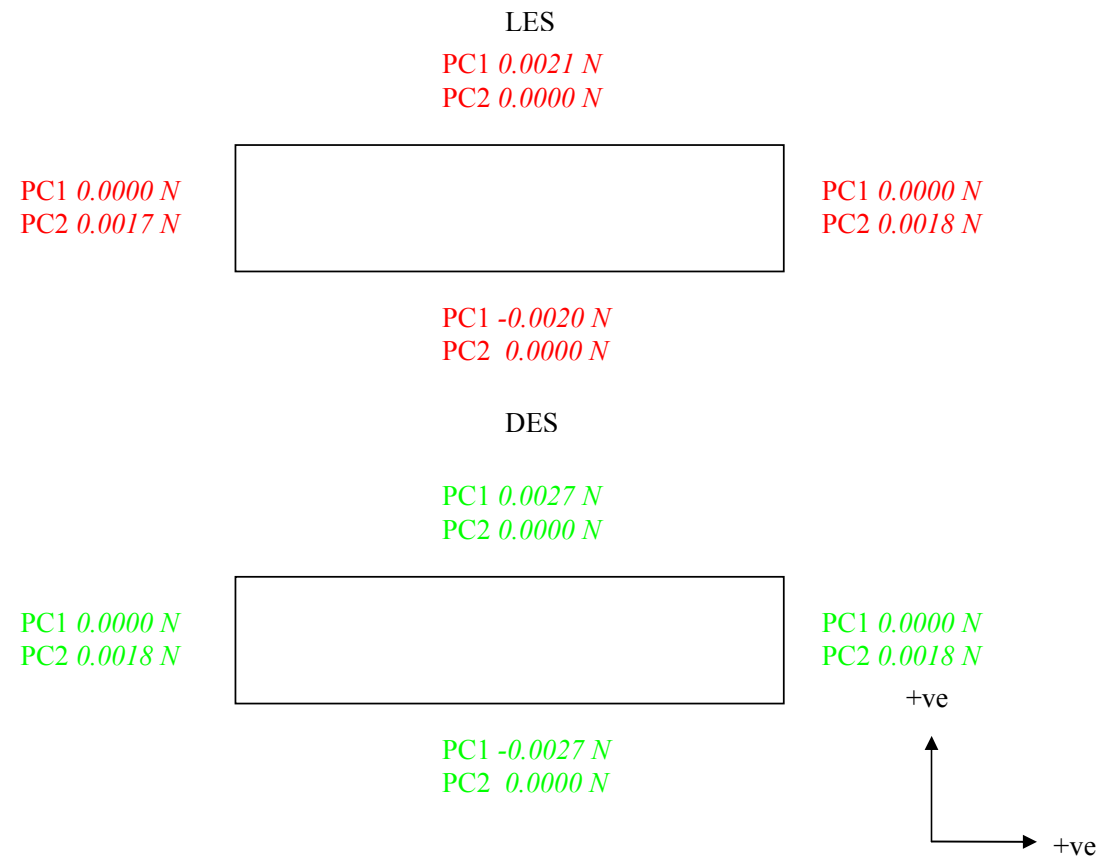 LES
PC1 0.0021 N
PC2 0.0000 N
PC1 0.0000 N
PC2 0.0017 N
PC1 0.0000 N
PC2 0.0018 N
PC1 -0.0020 N
PC2 0.0000 N
DES
PC1 0.0027 N
PC2 0.0000 N
PC1 0.0000 N
PC2 0.0018 N
PC1 0.0000 N
PC2 0.0018 N
+ve
PC1 -0.0027 N
PC2 0.0000 N
+ve